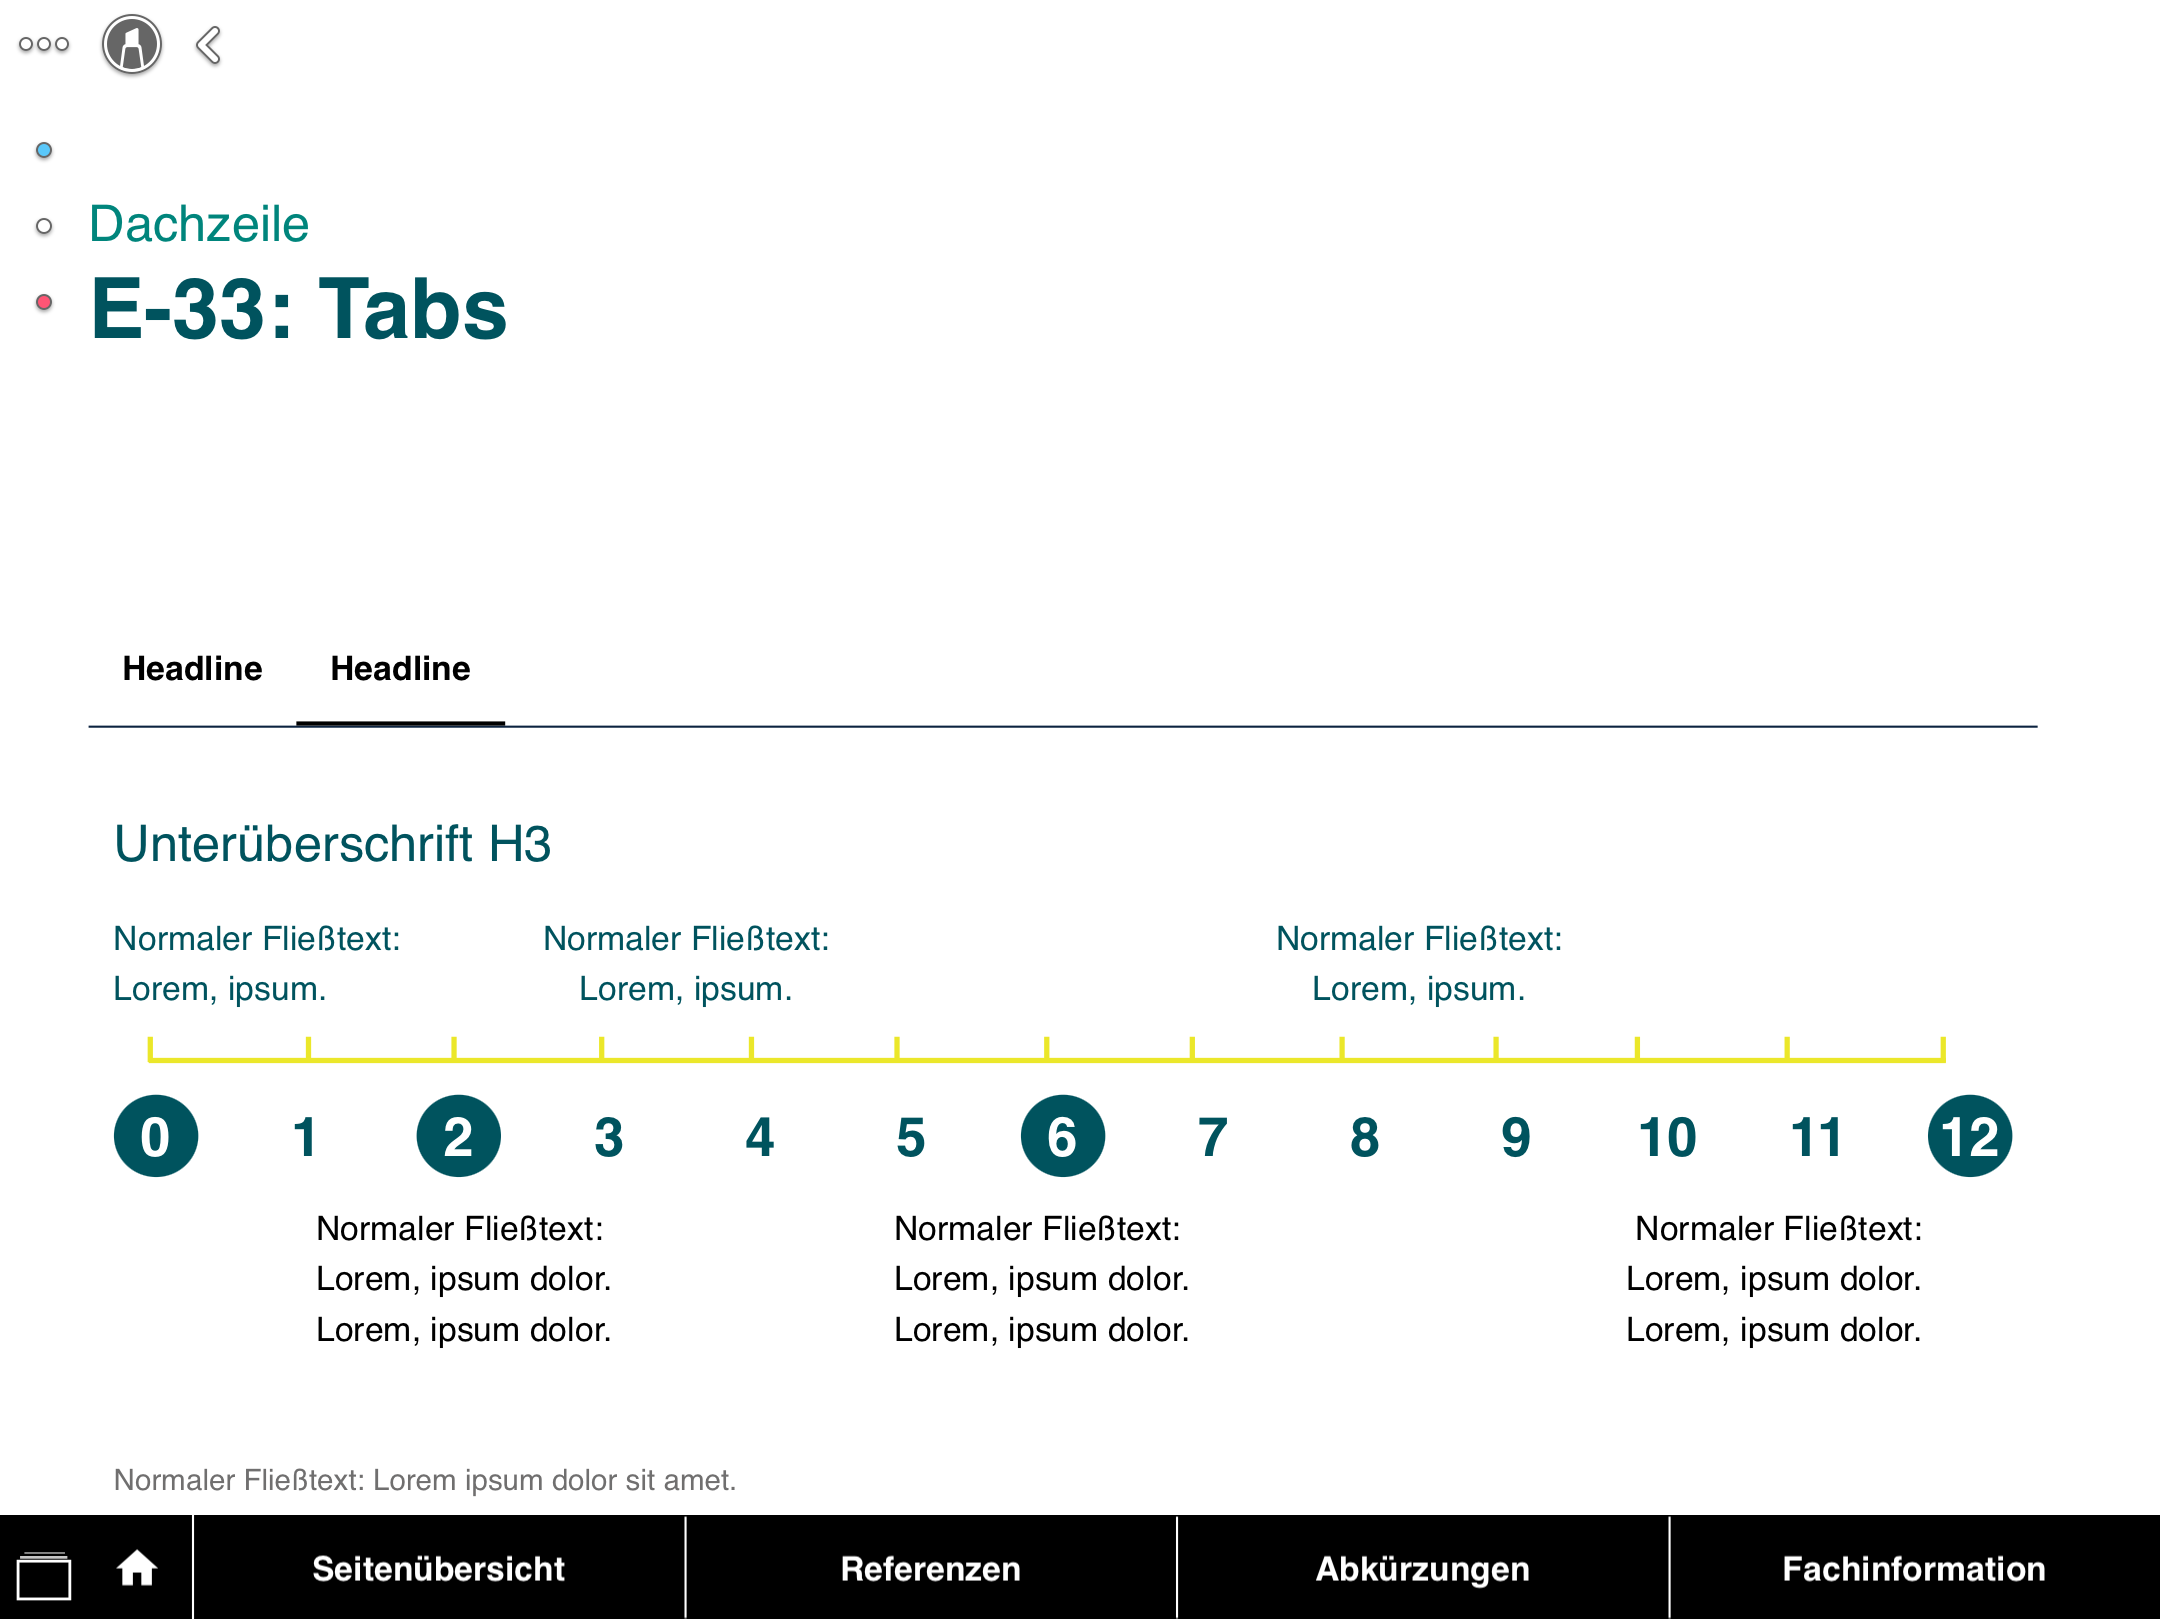 Dachzeile
E-33: Tabs
Headline Headline
Unterüberschrift H3
Normaler Fließtext:
Lorem, ipsum.
Normaler Fließtext:
Lorem, ipsum.
Normaler Fließtext:
Lorem, ipsum.
0 1 2 3 4 5 6 7 8 9 10 11 12
Normaler Fließtext:
Lorem, ipsum dolor.
Lorem, ipsum dolor.
Normaler Fließtext:
Lorem, ipsum dolor.
Lorem, ipsum dolor.
Normaler Fließtext:
Lorem, ipsum dolor.
Lorem, ipsum dolor.
Normaler Fließtext: Lorem ipsum dolor sit amet.
Seitenübersicht Referenzen Abkürzungen Fachinformation